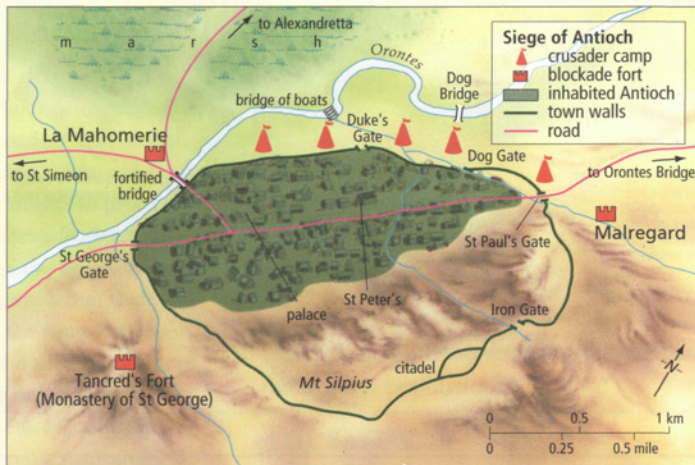 to Alexandretta
m a r s h
Orontes
Siege of Antioch
crusader camp
blockade fort
inhabited Antioch
town walls
road
bridge of boats
Dog
Bridge
La Mahomerie
Duke's
Gate
Dog Gate
to St Simeon
fortified
bridge
to Orontes Bridge
Malregard
St George's
Gate
St Paul's Gate
palace
St Peter's
Iron Gate
citadel
Mt Silpius
Tancred's Fort
(Monastery of St George)
N
0 0.5 1 km
0 0.25 0.5 mile